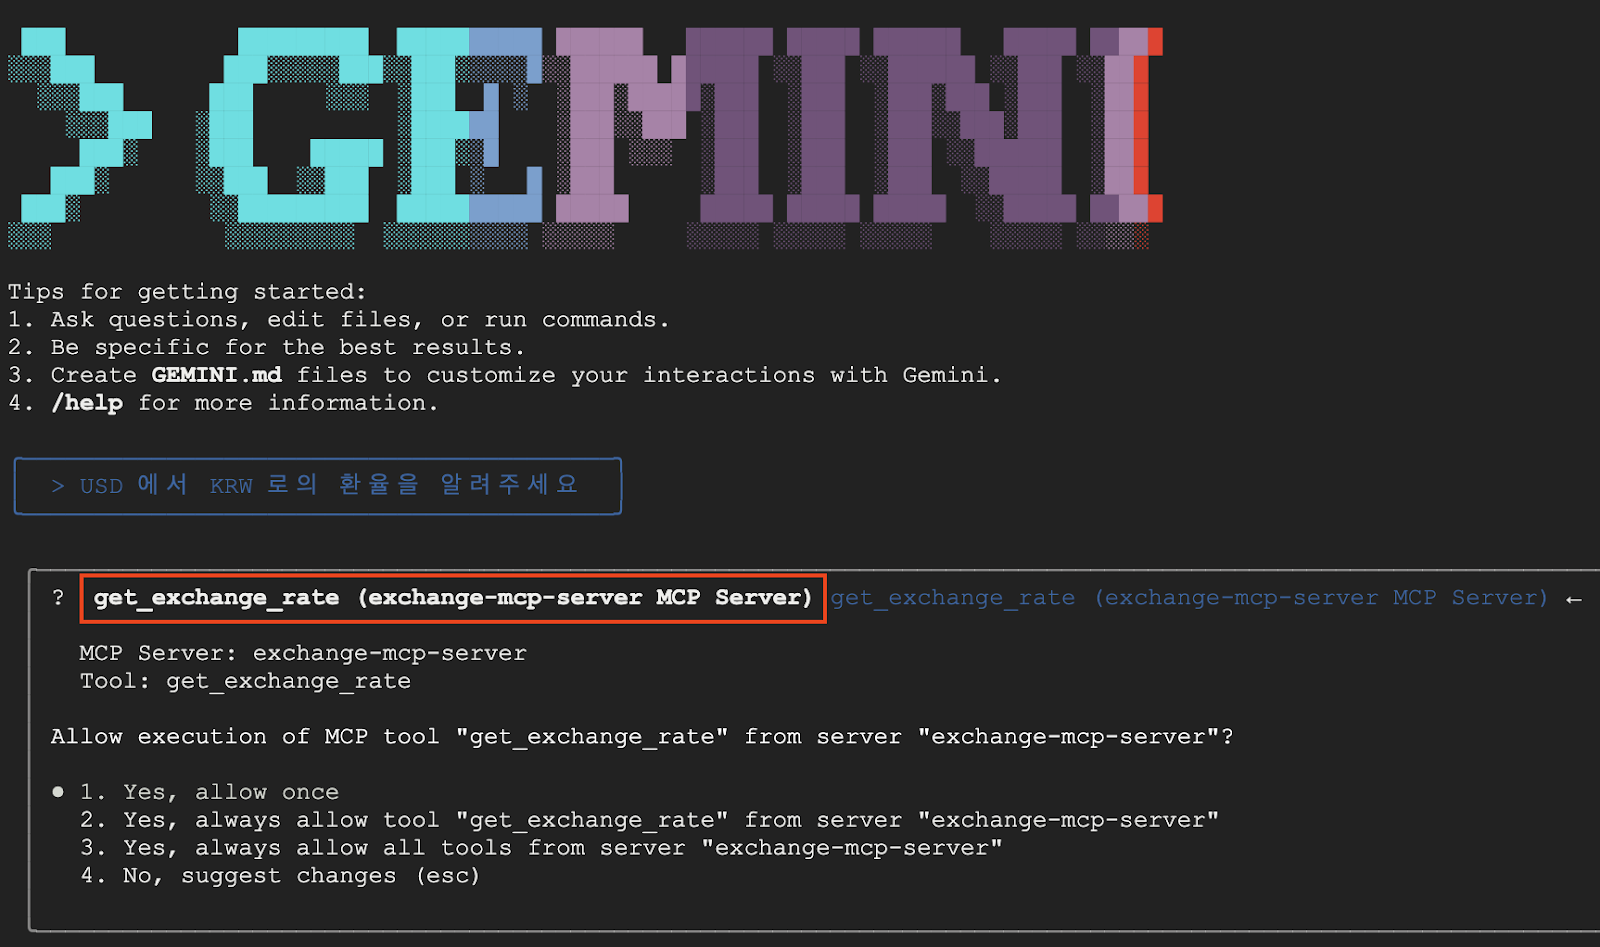 > GEMINI
Tips for getting started:
1. Ask questions, edit files, or run commands.
2. Be specific for the best results.
3. Create GEMINI.md files to customize your interactions with Gemini.
4. /help for more information.
> USD 에서 KRW 로의 환율을 알려주세요
? get_exchange_rate (exchange-mcp-server MCP Server) get_exchange_rate (exchange-mcp-server MCP Server) ←
MCP Server: exchange-mcp-server
Tool: get_exchange_rate
Allow execution of MCP tool "get_exchange_rate" from server "exchange-mcp-server"?
● 1. Yes, allow once
2. Yes, always allow tool "get_exchange_rate" from server "exchange-mcp-server"
3. Yes, always allow all tools from server "exchange-mcp-server"
4. No, suggest changes (esc)